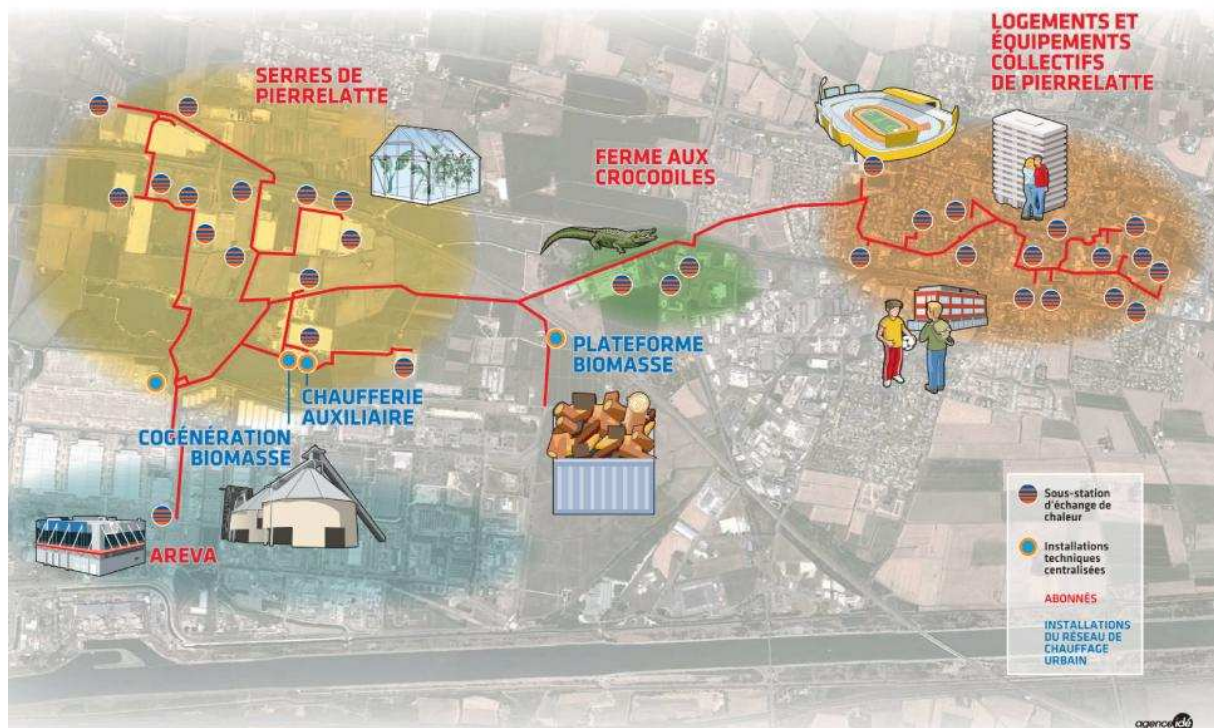 LOGEMENTS ET
ÉQUIPEMENTS
COLLECTIFS
DE PIERRELATTE
SERRES DE
PIERRELATTE
FERME AUX
CROCODILES
PLATEFORME
BIOMASSE
CHAUFFERIE
AUXILIAIRE
COGÉNÉRATION
BIOMASSE
AREVA
Sous-station
d'échange de
chaleur
Installations
techniques
centralisées
ABONNÉS
INSTALLATIONS
DU RÉSEAU DE
CHAUFFAGE
URBAIN
agence idé